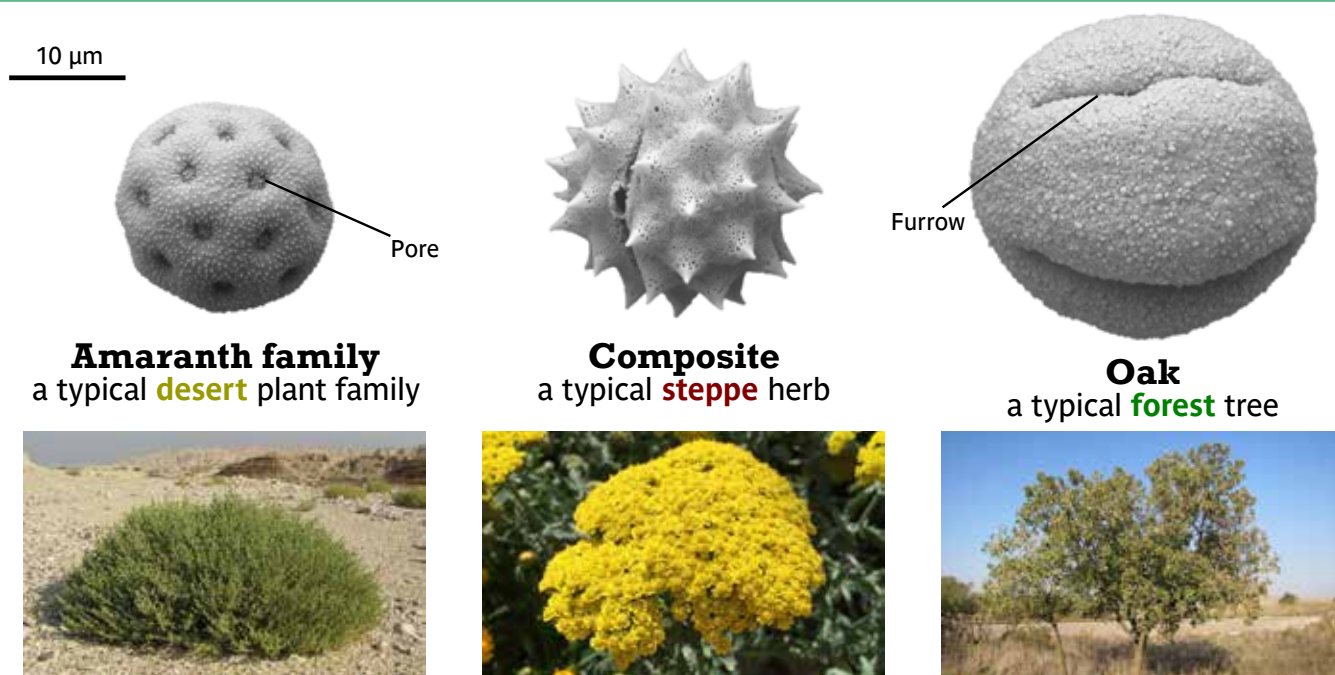 10 µm
Pore
Furrow
Amaranth family
a typical desert plant family
Composite
a typical steppe herb
Oak
a typical forest tree